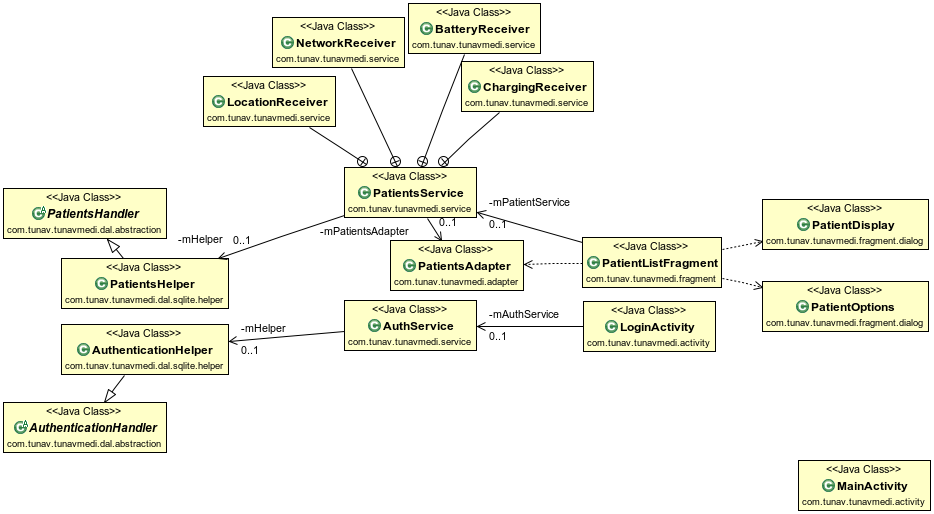 <<Java Class>>
BatteryReceiver
com.tunav.tunavmedi.service
<<Java Class>>
NetworkReceiver
com.tunav.tunavmedi.service
<<Java Class>>
ChargingReceiver
com.tunav.tunavmedi.service
<<Java Class>>
LocationReceiver
com.tunav.tunavmedi.service
<<Java Class>>
PatientsService
com.tunav.tunavmedi.service
<<Java Class>>
PatientsHandler
com.tunav.tunavmedi.dal.abstraction
-mPatientService
0..1
<<Java Class>>
PatientDisplay
com.tunav.tunavmedi.fragment.dialog
-mHelper
0..1
-mPatientsAdapter
0..1
<<Java Class>>
PatientsAdapter
com.tunav.tunavmedi.adapter
<<Java Class>>
PatientListFragment
com.tunav.tunavmedi.fragment
<<Java Class>>
PatientsHelper
com.tunav.tunavmedi.dal.sqlite.helper
<<Java Class>>
PatientOptions
com.tunav.tunavmedi.fragment.dialog
<<Java Class>>
AuthService
com.tunav.tunavmedi.service
-mAuthService
0..1
<<Java Class>>
LoginActivity
com.tunav.tunavmedi.activity
-mHelper
0..1
<<Java Class>>
AuthenticationHelper
com.tunav.tunavmedi.dal.sqlite.helper
<<Java Class>>
AuthenticationHandler
com.tunav.tunavmedi.dal.abstraction
<<Java Class>>
MainActivity
com.tunav.tunavmedi.activity